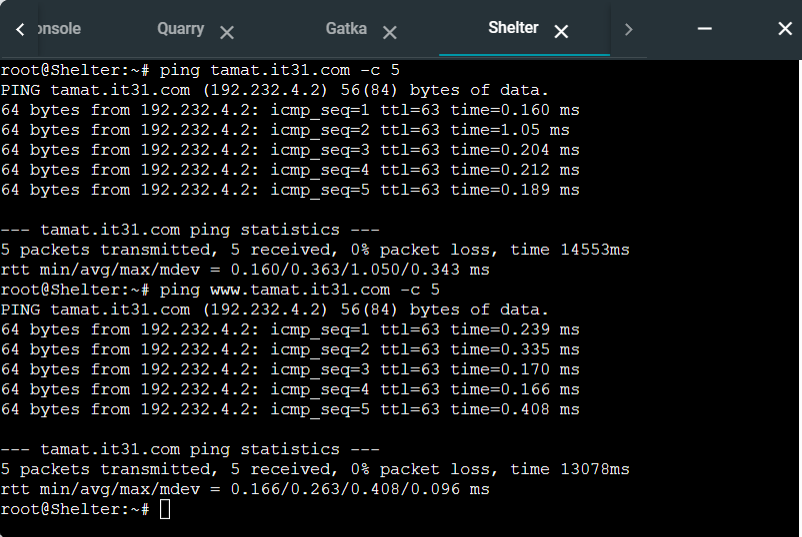 onsole Quarry Gatka Shelter
root@Shelter:~# ping tamat.it31.com -c 5
PING tamat.it31.com (192.232.4.2) 56(84) bytes of data.
64 bytes from 192.232.4.2: icmp_seq=1 ttl=63 time=0.160 ms
64 bytes from 192.232.4.2: icmp_seq=2 ttl=63 time=1.05 ms
64 bytes from 192.232.4.2: icmp_seq=3 ttl=63 time=0.204 ms
64 bytes from 192.232.4.2: icmp_seq=4 ttl=63 time=0.212 ms
64 bytes from 192.232.4.2: icmp_seq=5 ttl=63 time=0.189 ms
--- tamat.it31.com ping statistics ---
5 packets transmitted, 5 received, 0% packet loss, time 14553ms
rtt min/avg/max/mdev = 0.160/0.363/1.050/0.343 ms
root@Shelter:~# ping www.tamat.it31.com -c 5
PING tamat.it31.com (192.232.4.2) 56(84) bytes of data.
64 bytes from 192.232.4.2: icmp_seq=1 ttl=63 time=0.239 ms
64 bytes from 192.232.4.2: icmp_seq=2 ttl=63 time=0.335 ms
64 bytes from 192.232.4.2: icmp_seq=3 ttl=63 time=0.170 ms
64 bytes from 192.232.4.2: icmp_seq=4 ttl=63 time=0.166 ms
64 bytes from 192.232.4.2: icmp_seq=5 ttl=63 time=0.408 ms
--- tamat.it31.com ping statistics ---
5 packets transmitted, 5 received, 0% packet loss, time 13078ms
rtt min/avg/max/mdev = 0.166/0.263/0.408/0.096 ms
root@Shelter:~#